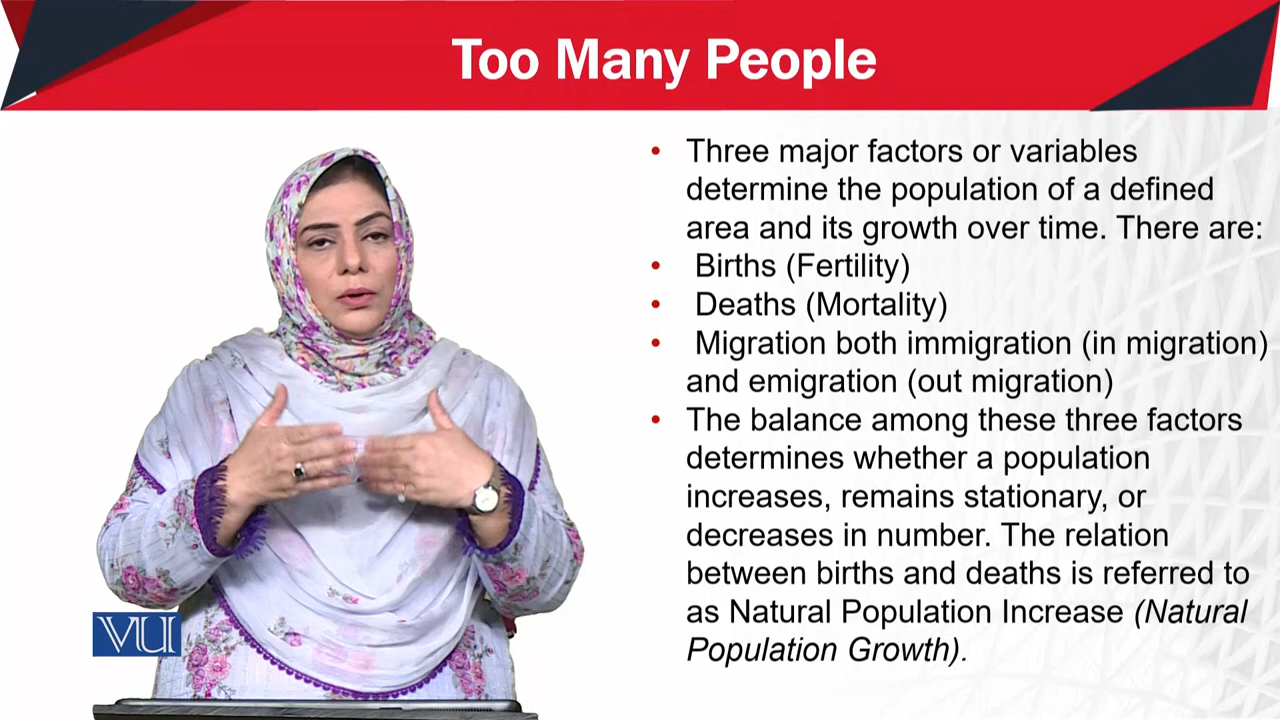 Too Many People
• Three major factors or variables
determine the population of a defined
area and its growth over time. There are:
• Births (Fertility)
• Deaths (Mortality)
• Migration both immigration (in migration)
and emigration (out migration)
• The balance among these three factors
determines whether a population
increases, remains stationary, or
decreases in number. The relation
between births and deaths is referred to
as Natural Population Increase (Natural
Population Growth).
VU